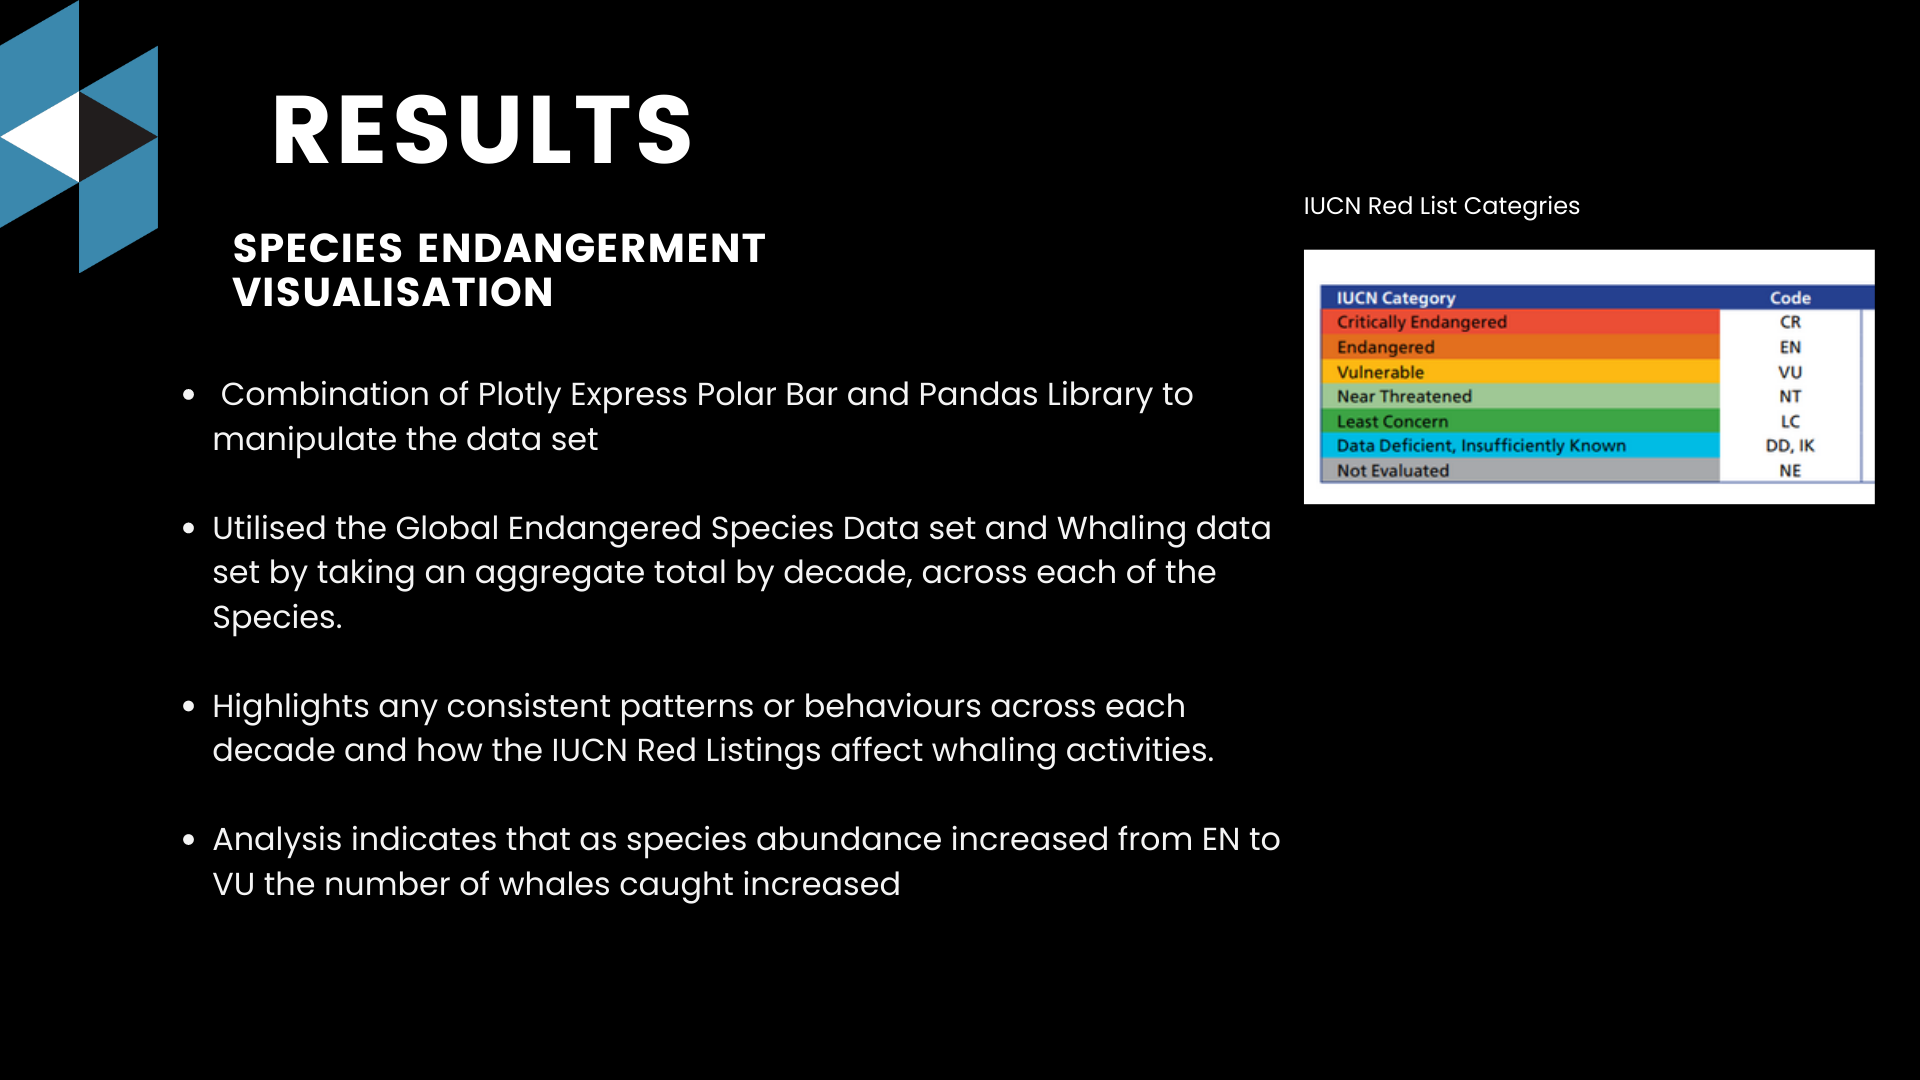 RESULTS
SPECIES ENDANGERMENT
VISUALISATION
• Combination of Plotly Express Polar Bar and Pandas Library to
manipulate the data set
• Utilised the Global Endangered Species Data set and Whaling data
set by taking an aggregate total by decade, across each of the
Species.
• Highlights any consistent patterns or behaviours across each
decade and how the IUCN Red Listings affect whaling activities.
• Analysis indicates that as species abundance increased from EN to
VU the number of whales caught increased
IUCN Red List Categries
IUCN Category Code
Critically Endangered CR
Endangered EN
Vulnerable VU
Near Threatened NT
Least Concern LC
Data Deficient, Insufficiently Known DD, IK
Not Evaluated NE